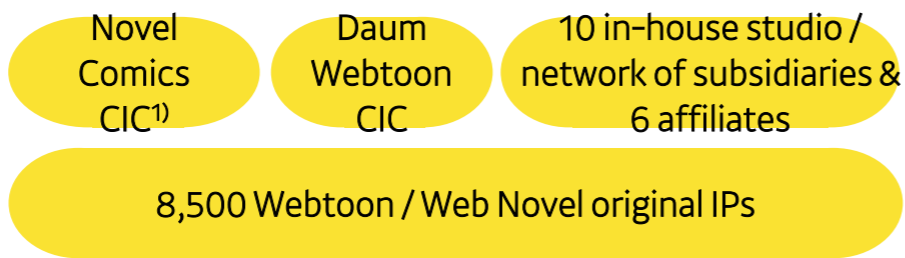 Novel
Comics
CIC¹⁾
Daum
Webtoon
CIC
10 in-house studio /
network of subsidiaries &
6 affiliates
8,500 Webtoon / Web Novel original IPs